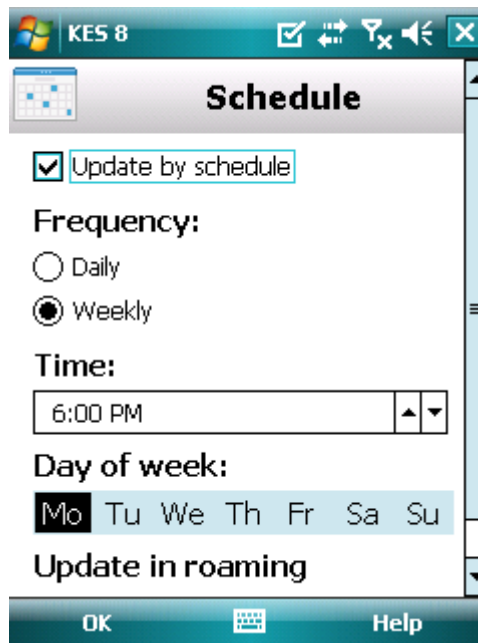 KES 8
Schedule
Update by schedule
Frequency:
Daily
Weekly
Time:
6:00 PM
Day of week:
Mo Tu We Th Fr Sa Su
Update in roaming
OK Help